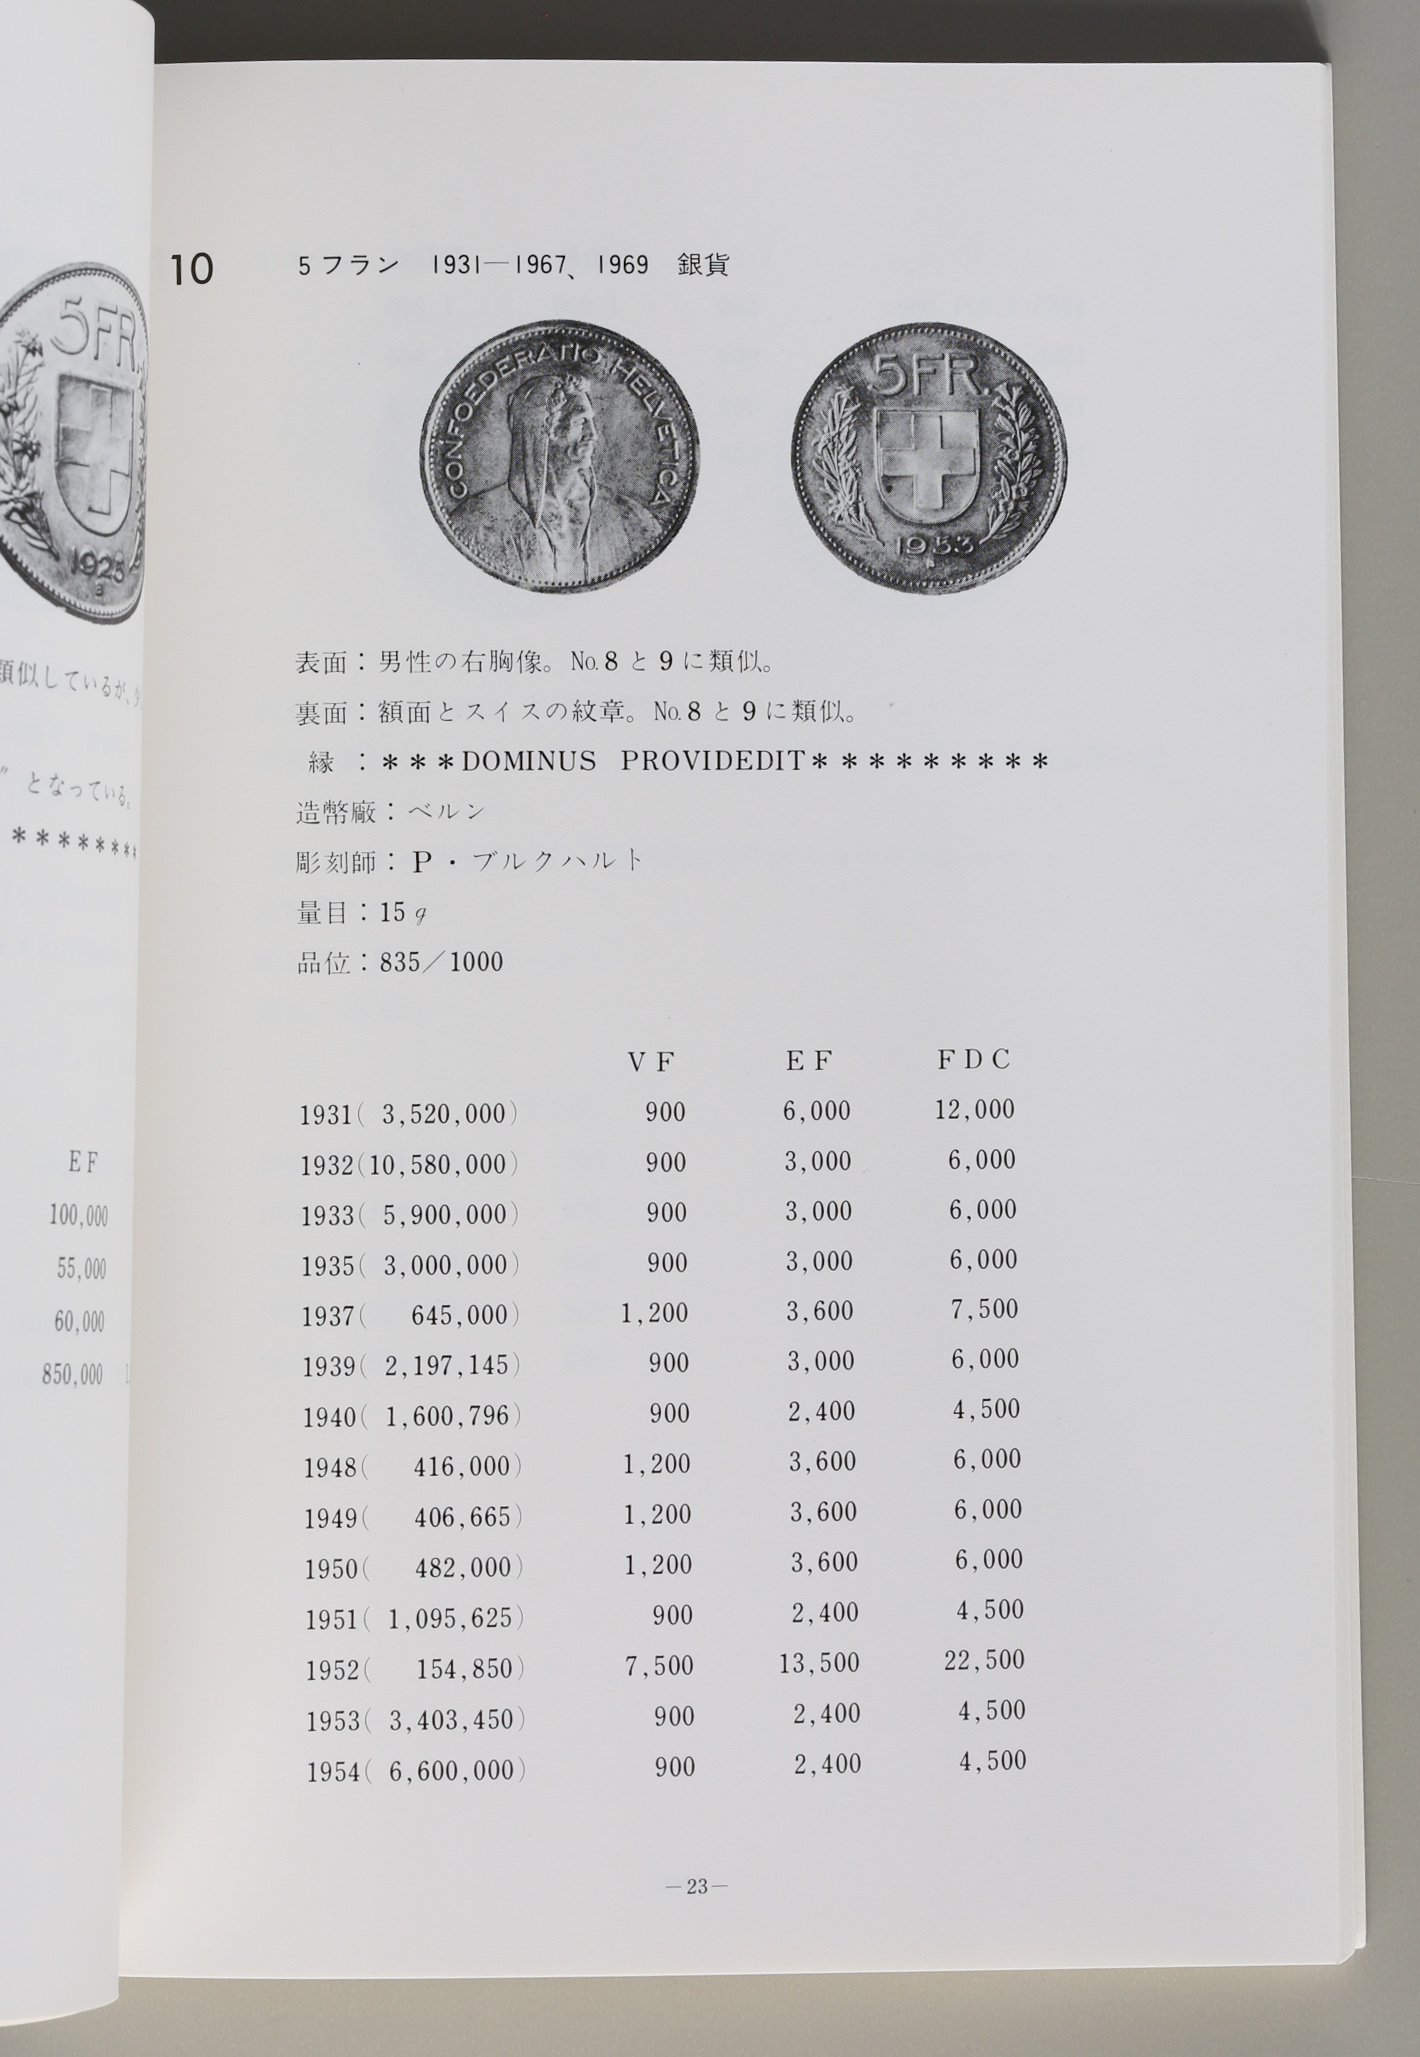 5FR.
1925
B
類似しているが、
” となっている。
********
EF
100,000
55,000
60,000
850,000
10
5フラン 1931—1967、1969 銀貨
CONFOEDERATIO HELVETICA
5FR.
1953
B
表面：男性の右胸像。No.8と9に類似。
裏面：額面とスイスの紋章。No.8と9に類似。
縁 ：***DOMINUS PROVIDEDIT*********
造幣廠：ベルン
彫刻師：P・ブルクハルト
量目：15g
品位：835／1000
VF EF FDC
1931( 3,520,000) 900 6,000 12,000
1932(10,580,000) 900 3,000 6,000
1933( 5,900,000) 900 3,000 6,000
1935( 3,000,000) 900 3,000 6,000
1937( 645,000) 1,200 3,600 7,500
1939( 2,197,145) 900 3,000 6,000
1940( 1,600,796) 900 2,400 4,500
1948( 416,000) 1,200 3,600 6,000
1949( 406,665) 1,200 3,600 6,000
1950( 482,000) 1,200 3,600 6,000
1951( 1,095,625) 900 2,400 4,500
1952( 154,850) 7,500 13,500 22,500
1953( 3,403,450) 900 2,400 4,500
1954( 6,600,000) 900 2,400 4,500
—23—